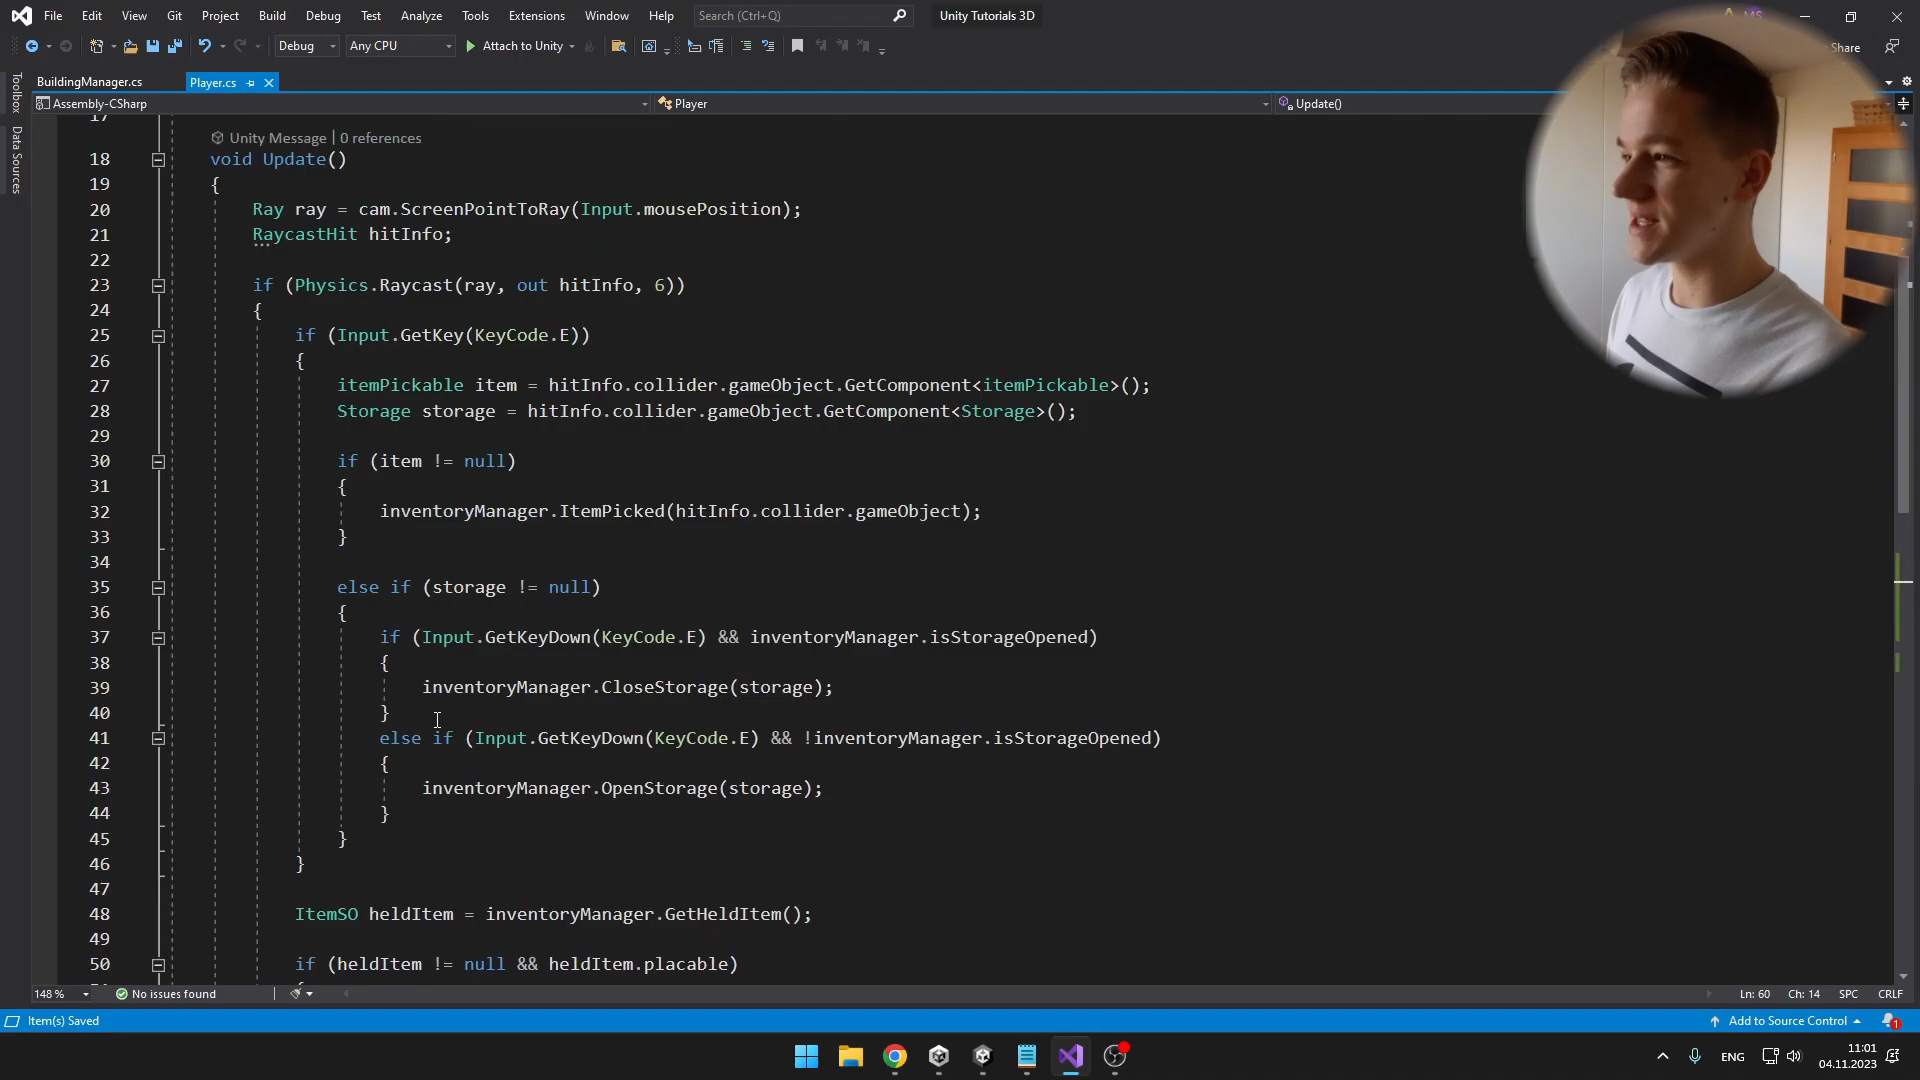 File Edit View Git Project Build Debug Test Analyze Tools Extensions Window Help Search (Ctrl+Q) Unity Tutorials 3D
Debug Any CPU Attach to Unity Share
BuildingManager.cs Player.cs
Assembly-CSharp Player Update()
Toolbox
Data Sources
17
Unity Message | 0 references
18 void Update()
19 {
20 Ray ray = cam.ScreenPointToRay(Input.mousePosition);
21 RaycastHit hitInfo;
22
23 if (Physics.Raycast(ray, out hitInfo, 6))
24 {
25 if (Input.GetKey(KeyCode.E))
26 {
27 itemPickable item = hitInfo.collider.gameObject.GetComponent<itemPickable>();
28 Storage storage = hitInfo.collider.gameObject.GetComponent<Storage>();
29
30 if (item != null)
31 {
32 inventoryManager.ItemPicked(hitInfo.collider.gameObject);
33 }
34
35 else if (storage != null)
36 {
37 if (Input.GetKeyDown(KeyCode.E) && inventoryManager.isStorageOpened)
38 {
39 inventoryManager.CloseStorage(storage);
40 }
41 else if (Input.GetKeyDown(KeyCode.E) && !inventoryManager.isStorageOpened)
42 {
43 inventoryManager.OpenStorage(storage);
44 }
45 }
46 }
47
48 ItemSO heldItem = inventoryManager.GetHeldItem();
49
50 if (heldItem != null && heldItem.placable)
148 % No issues found Ln: 60 Ch: 14 SPC CRLF
Item(s) Saved Add to Source Control 1
ENG 11:01
04.11.2023